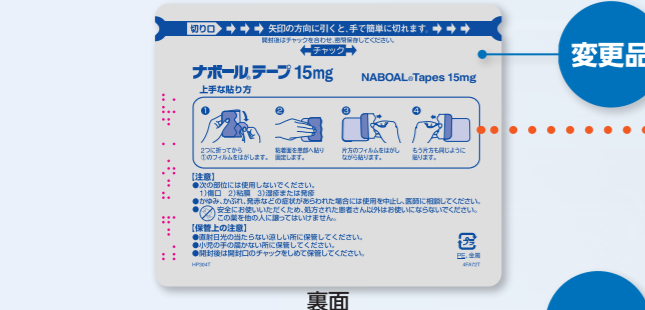 切り口 矢印の方向に引くと、手で簡単に切れます。
開封後はチャックを合わせ、密閉保存してください。
チャック
ナボール®テープ 15mg NABOAL®Tapes 15mg
上手な貼り方
❶ ❷ ❸ ❹
2つに折ってから
①のフィルムをはがします。
粘着面を患部へ貼り
固定します。
片方のフィルムをはがし
ながら貼ります。
もう片方も同じように
貼ります。
【注意】
●次の部位には使用しないでください。
1)傷口 2)粘膜 3)湿疹または発疹
●かゆみ、かぶれ、発赤などの症状があらわれた場合には使用を中止し、医師に相談してください。
●安全にお使いいただくため、処方された患者さん以外はお使いにならないでください。
この薬を他の人に譲ってはいけません。
【保管上の注意】
●直射日光の当たらない涼しい所に保管してください。
●小児の手の届かない所に保管してください。
●開封後は開封口のチャックをしめて保管してください。
プラ
PE, 金属
HP304T
4FA72T
変更品
裏面